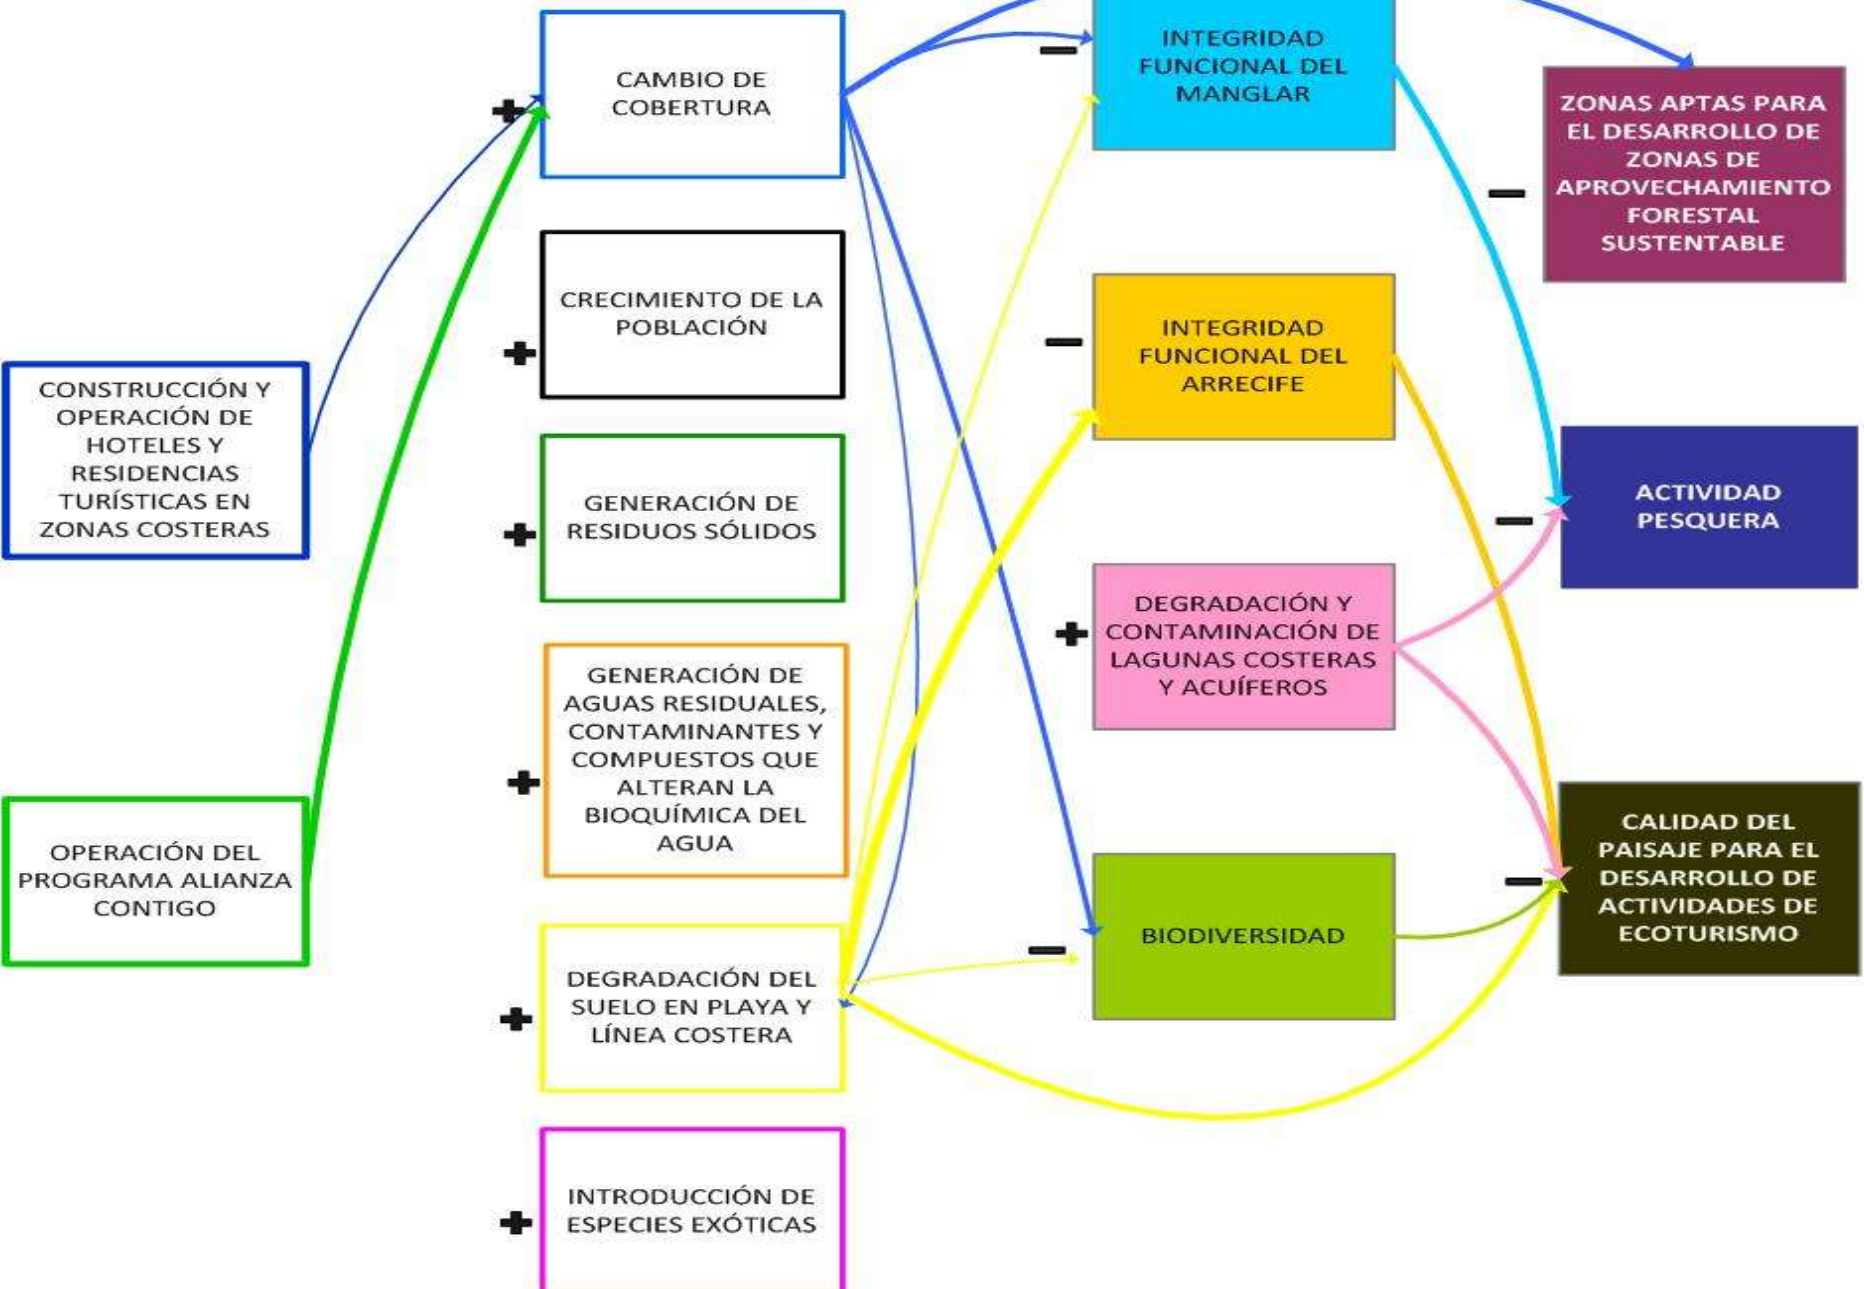 CONSTRUCCIÓN Y
OPERACIÓN DE
HOTELES Y
RESIDENCIAS
TURÍSTICAS EN
ZONAS COSTERAS
OPERACIÓN DEL
PROGRAMA ALIANZA
CONTIGO
CAMBIO DE
COBERTURA
CRECIMIENTO DE LA
POBLACIÓN
GENERACIÓN DE
RESIDUOS SÓLIDOS
GENERACIÓN DE
AGUAS RESIDUALES,
CONTAMINANTES Y
COMPUESTOS QUE
ALTERAN LA
BIOQUÍMICA DEL
AGUA
DEGRADACIÓN DEL
SUELO EN PLAYA Y
LÍNEA COSTERA
INTRODUCCIÓN DE
ESPECIES EXÓTICAS
INTEGRIDAD
FUNCIONAL DEL
MANGLAR
INTEGRIDAD
FUNCIONAL DEL
ARRECIFE
DEGRADACIÓN Y
CONTAMINACIÓN DE
LAGUNAS COSTERAS
Y ACUÍFEROS
BIODIVERSIDAD
ZONAS APTAS PARA
EL DESARROLLO DE
ZONAS DE
APROVECHAMIENTO
FORESTAL
SUSTENTABLE
ACTIVIDAD
PESQUERA
CALIDAD DEL
PAISAJE PARA EL
DESARROLLO DE
ACTIVIDADES DE
ECOTURISMO